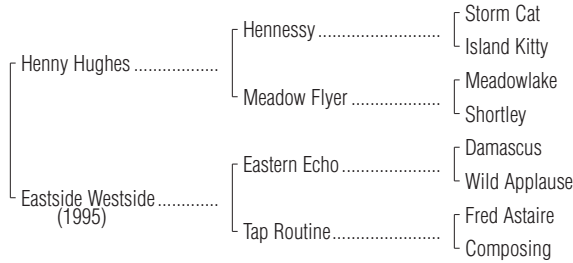 Storm Cat
Hennessy
Island Kitty
Henny Hughes
Meadowlake
Meadow Flyer
Shortley
Damascus
Eastern Echo
Wild Applause
Eastside Westside
(1995)
Fred Astaire
Tap Routine
Composing